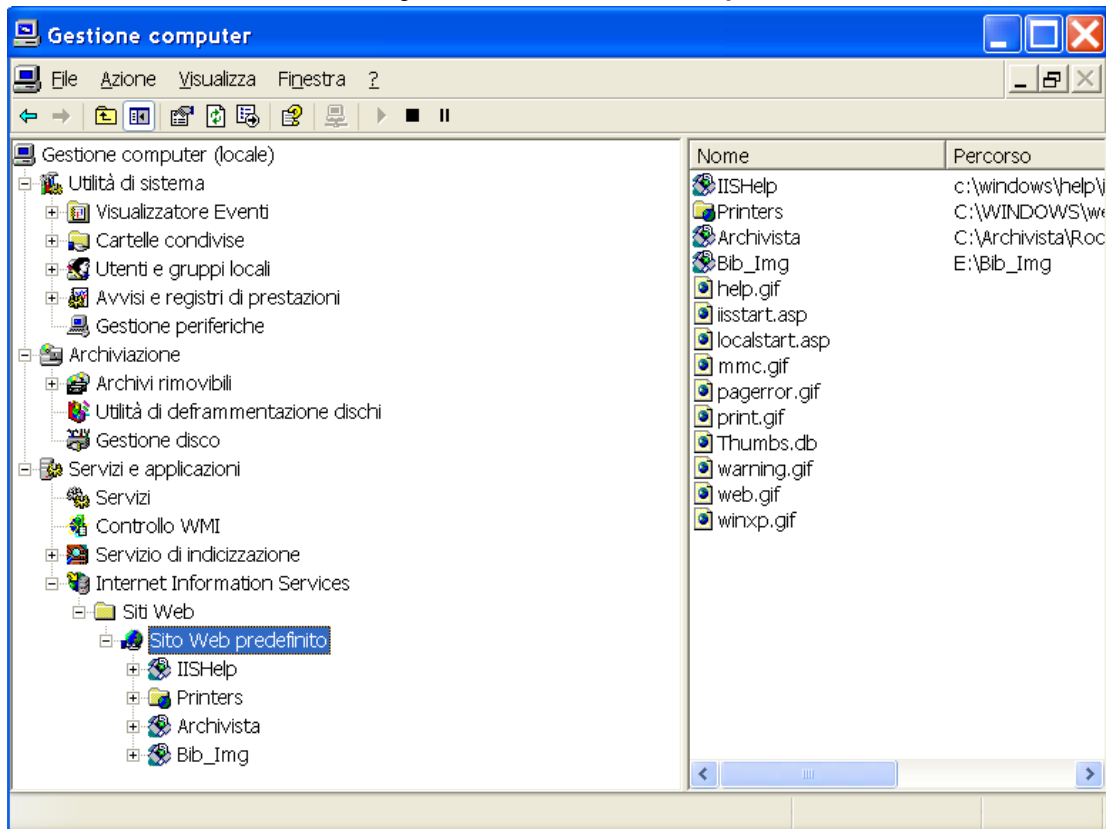 Gestione computer
File Azione Visualizza Finestra ?
Gestione computer (locale)
Utilità di sistema
Visualizzatore Eventi
Cartelle condivise
Utenti e gruppi locali
Avvisi e registri di prestazioni
Gestione periferiche
Archiviazione
Archivi rimovibili
Utilità di deframmentazione dischi
Gestione disco
Servizi e applicazioni
Servizi
Controllo WMI
Servizio di indicizzazione
Internet Information Services
Siti Web
Sito Web predefinito
IISHelp
Printers
Archivista
Bib_Img
Nome Percorso
IISHelp c:\windows\help\i
Printers C:\WINDOWS\we
Archivista C:\Archivista\Roc
Bib_Img E:\Bib_Img
help.gif
iisstart.asp
localstart.asp
mmc.gif
pagerror.gif
print.gif
Thumbs.db
warning.gif
web.gif
winxp.gif